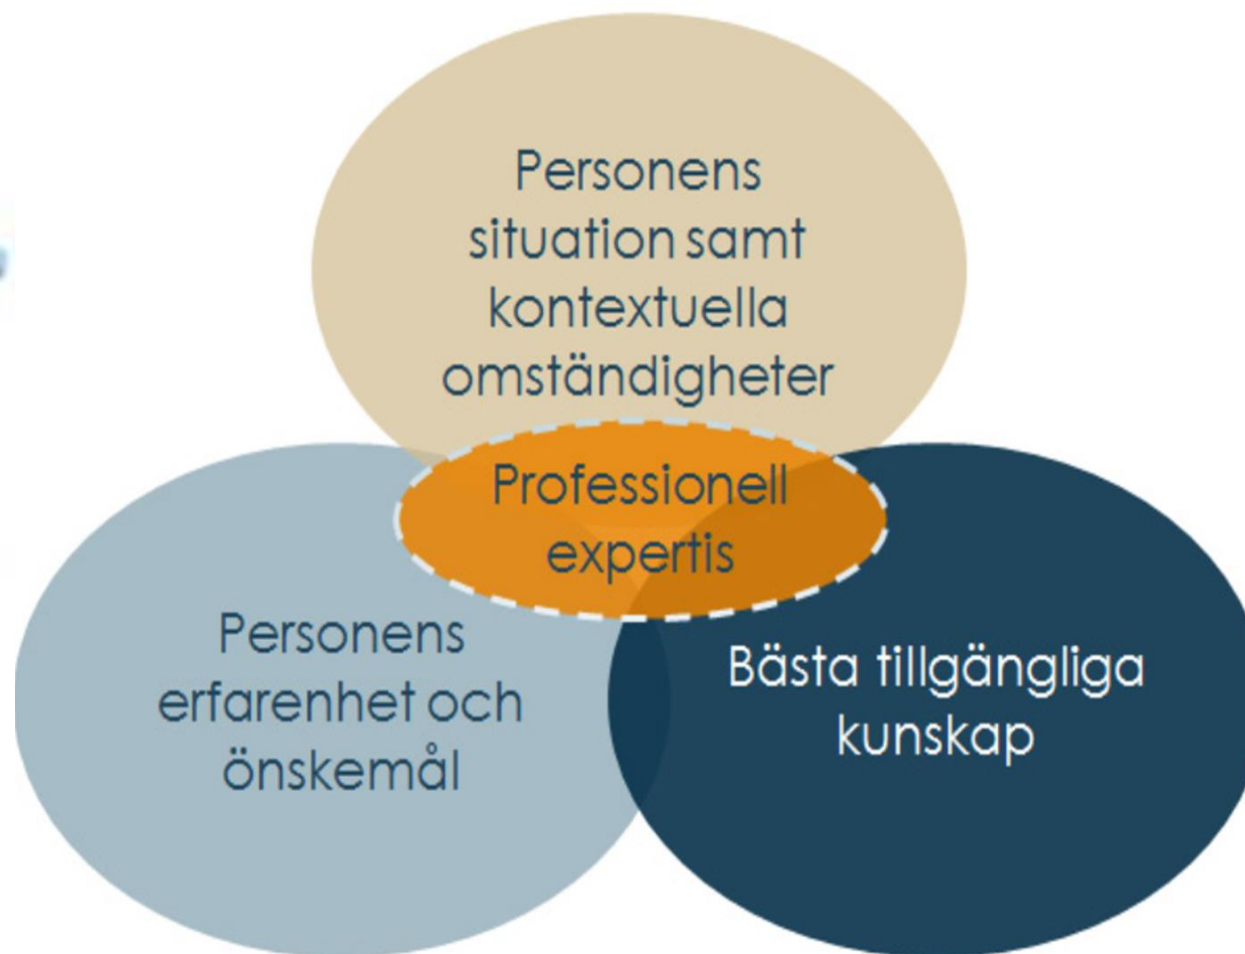 Personens
situation samt
kontextuella
omständigheter
Professionell
expertis
Personens
erfarenhet och
önskemål
Bästa tillgängliga
kunskap